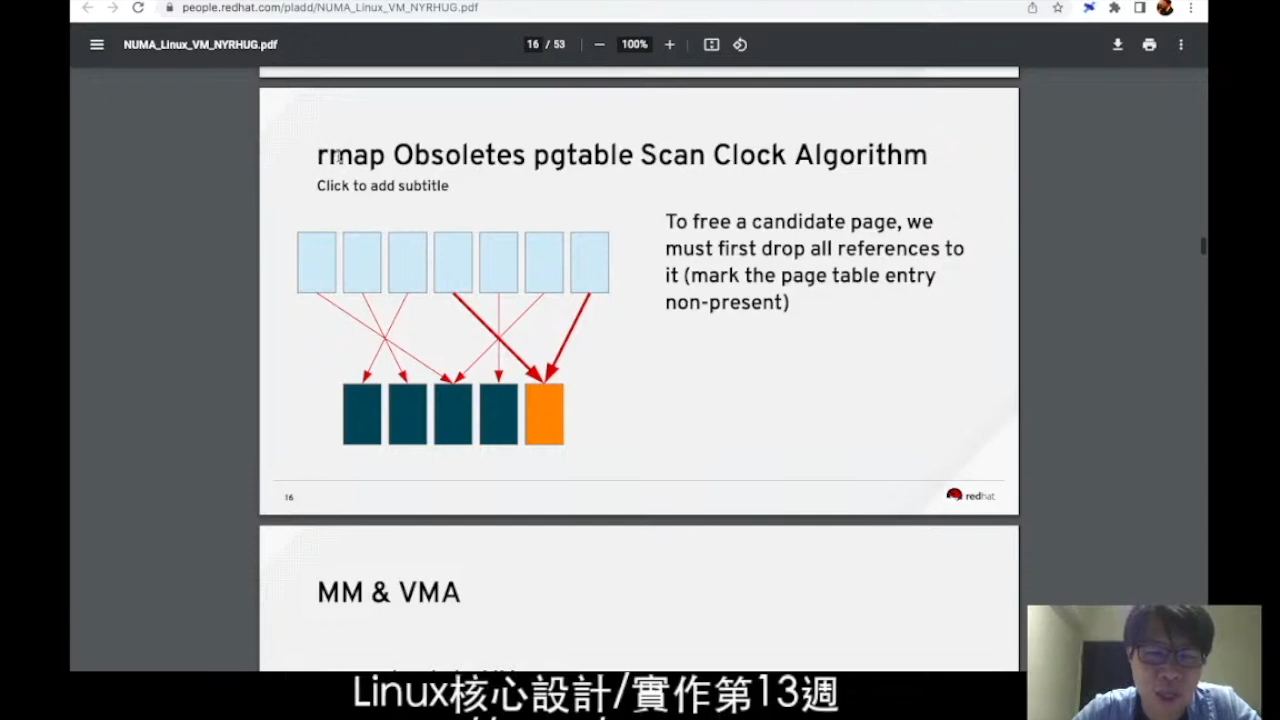 people.redhat.com/pladd/NUMA_Linux_VM_NYRHUG.pdf
NUMA_Linux_VM_NYRHUG.pdf
16 / 53
100%
rmap Obsoletes pgtable Scan Clock Algorithm
Click to add subtitle
To free a candidate page, we
must first drop all references to
it (mark the page table entry
non-present)
16
redhat
MM & VMA
Linux核心設計/實作第13週